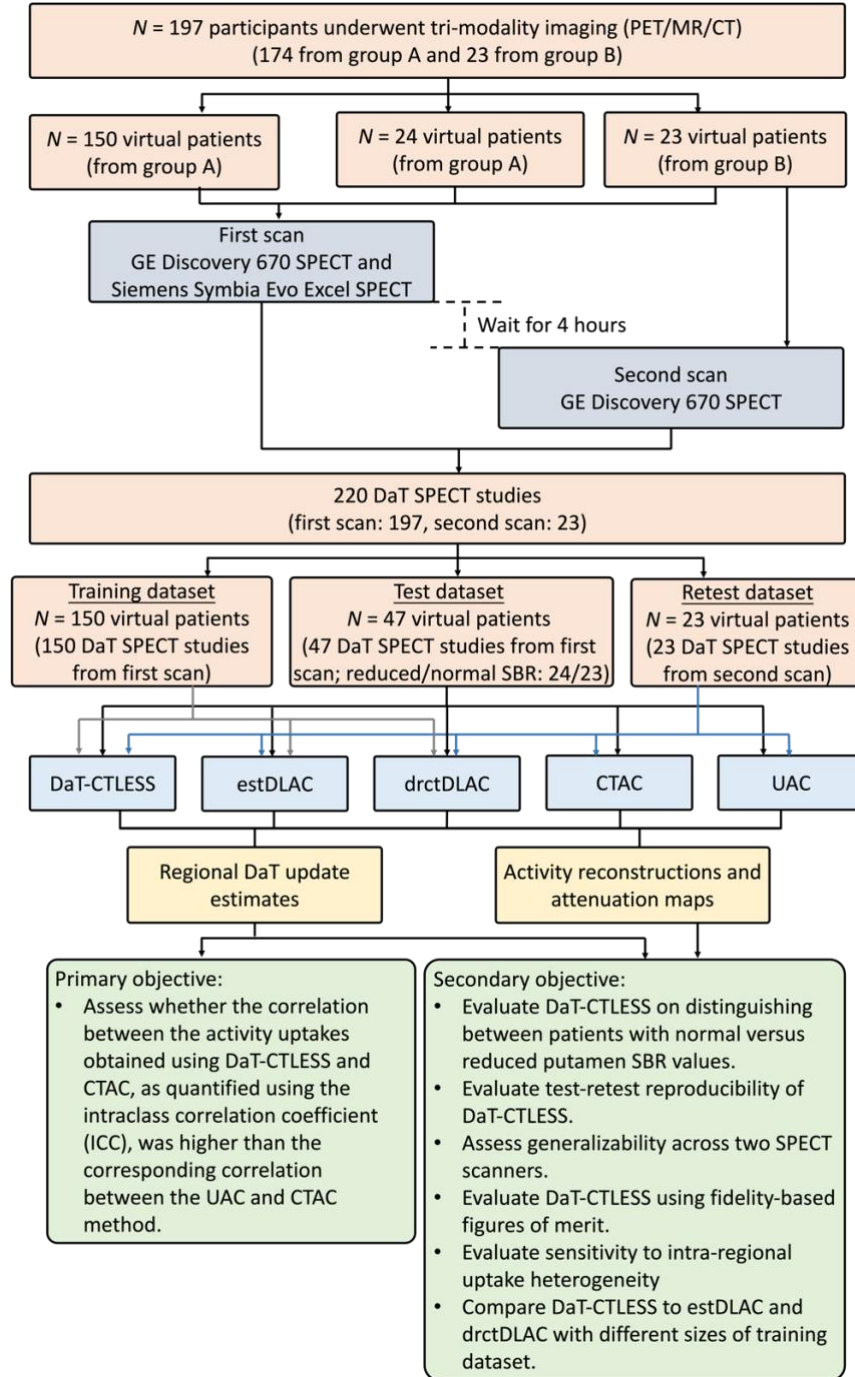 N = 197 participants underwent tri-modality imaging (PET/MR/CT)
(174 from group A and 23 from group B)
N = 150 virtual patients
(from group A)
N = 24 virtual patients
(from group A)
N = 23 virtual patients
(from group B)
First scan
GE Discovery 670 SPECT and
Siemens Symbia Evo Excel SPECT
Wait for 4 hours
Second scan
GE Discovery 670 SPECT
220 DaT SPECT studies
(first scan: 197, second scan: 23)
Training dataset
N = 150 virtual patients
(150 DaT SPECT studies
from first scan)
Test dataset
N = 47 virtual patients
(47 DaT SPECT studies from first
scan; reduced/normal SBR: 24/23)
Retest dataset
N = 23 virtual patients
(23 DaT SPECT studies
from second scan)
DaT-CTLESS
estDLAC
drctDLAC
CTAC
UAC
Regional DaT update
estimates
Activity reconstructions and
attenuation maps
Primary objective:
• Assess whether the correlation
between the activity uptakes
obtained using DaT-CTLESS and
CTAC, as quantified using the
intraclass correlation coefficient
(ICC), was higher than the
corresponding correlation
between the UAC and CTAC
method.
Secondary objective:
• Evaluate DaT-CTLESS on distinguishing
between patients with normal versus
reduced putamen SBR values.
• Evaluate test-retest reproducibility of
DaT-CTLESS.
• Assess generalizability across two SPECT
scanners.
• Evaluate DaT-CTLESS using fidelity-based
figures of merit.
• Evaluate sensitivity to intra-regional
uptake heterogeneity
• Compare DaT-CTLESS to estDLAC and
drctDLAC with different sizes of training
dataset.